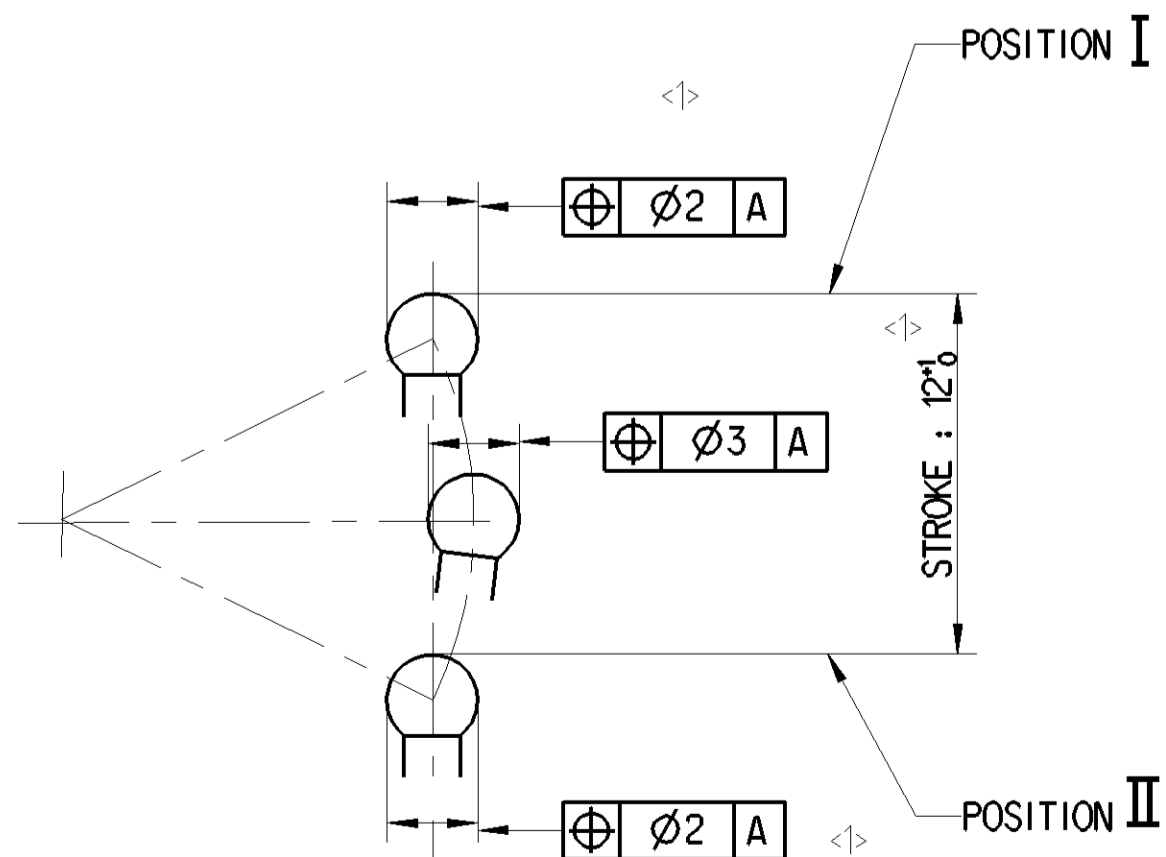 POSITION I
<1>
⌖ Ø2 A
<1>
STROKE : 12 +1 0
⌖ Ø3 A
POSITION II
⌖ Ø2 A
<1>